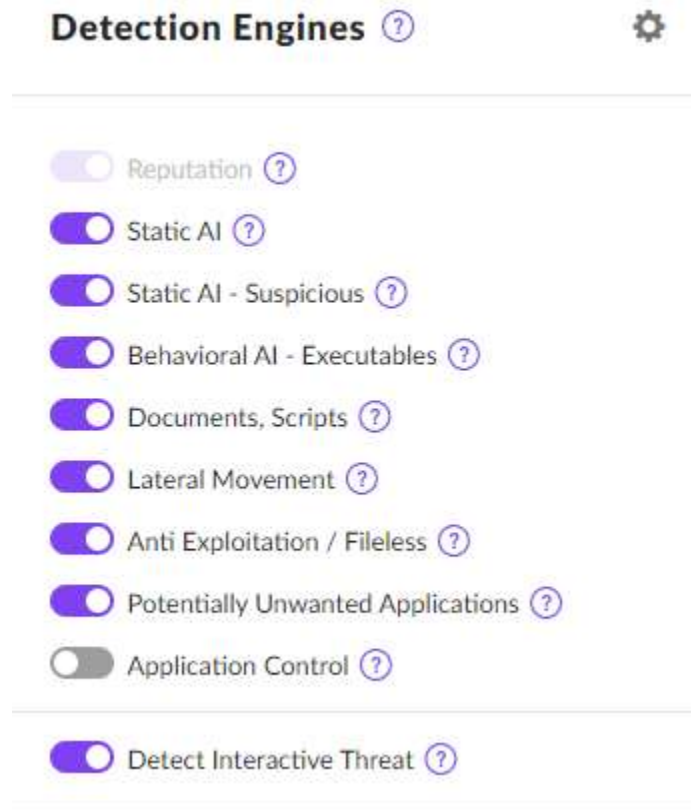 Detection Engines ?
Reputation ?
Static AI ?
Static AI - Suspicious ?
Behavioral AI - Executables ?
Documents, Scripts ?
Lateral Movement ?
Anti Exploitation / Fileless ?
Potentially Unwanted Applications ?
Application Control ?
Detect Interactive Threat ?